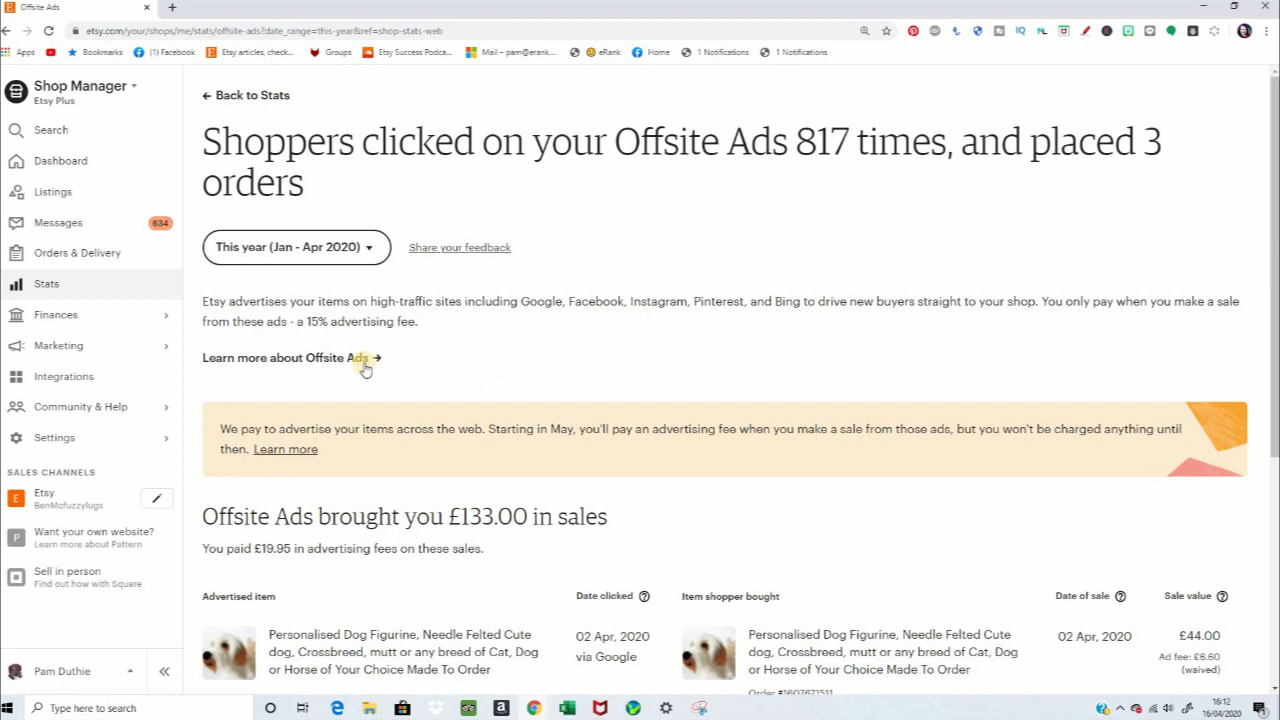 Offsite Ads
etsy.com/your/shops/me/stats/offsite-ads?date_range=this-year&ref=shop-stats-web
Apps
Bookmarks
(1) Facebook
Etsy articles, check...
Groups
Etsy Success Podca...
Mail – pam@erank...
eRank
Home
1 Notifications
1 Notifications
Shop Manager
Etsy Plus
Search
Dashboard
Listings
Messages 634
Orders & Delivery
Stats
Finances
Marketing
Integrations
Community & Help
Settings
SALES CHANNELS
Etsy
BenMcfuzzylugs
Want your own website?
Learn more about Pattern
Sell in person
Find out how with Square
Pam Duthie
Back to Stats
Shoppers clicked on your Offsite Ads 817 times, and placed 3
orders
This year (Jan - Apr 2020)
Share your feedback
Etsy advertises your items on high-traffic sites including Google, Facebook, Instagram, Pinterest, and Bing to drive new buyers straight to your shop. You only pay when you make a sale
from these ads - a 15% advertising fee.
Learn more about Offsite Ads
We pay to advertise your items across the web. Starting in May, you'll pay an advertising fee when you make a sale from those ads, but you won't be charged anything until
then. Learn more
Offsite Ads brought you £133.00 in sales
You paid £19.95 in advertising fees on these sales.
Advertised item Date clicked Item shopper bought Date of sale Sale value
Personalised Dog Figurine, Needle Felted Cute
dog, Crossbreed, mutt or any breed of Cat, Dog
or Horse of Your Choice Made To Order
02 Apr, 2020
via Google
Personalised Dog Figurine, Needle Felted Cute
dog, Crossbreed, mutt or any breed of Cat, Dog
or Horse of Your Choice Made To Order
Order #1607671511
02 Apr, 2020
£44.00
Ad fee: £6.60
(waived)
Type here to search
16:12
16/04/2020